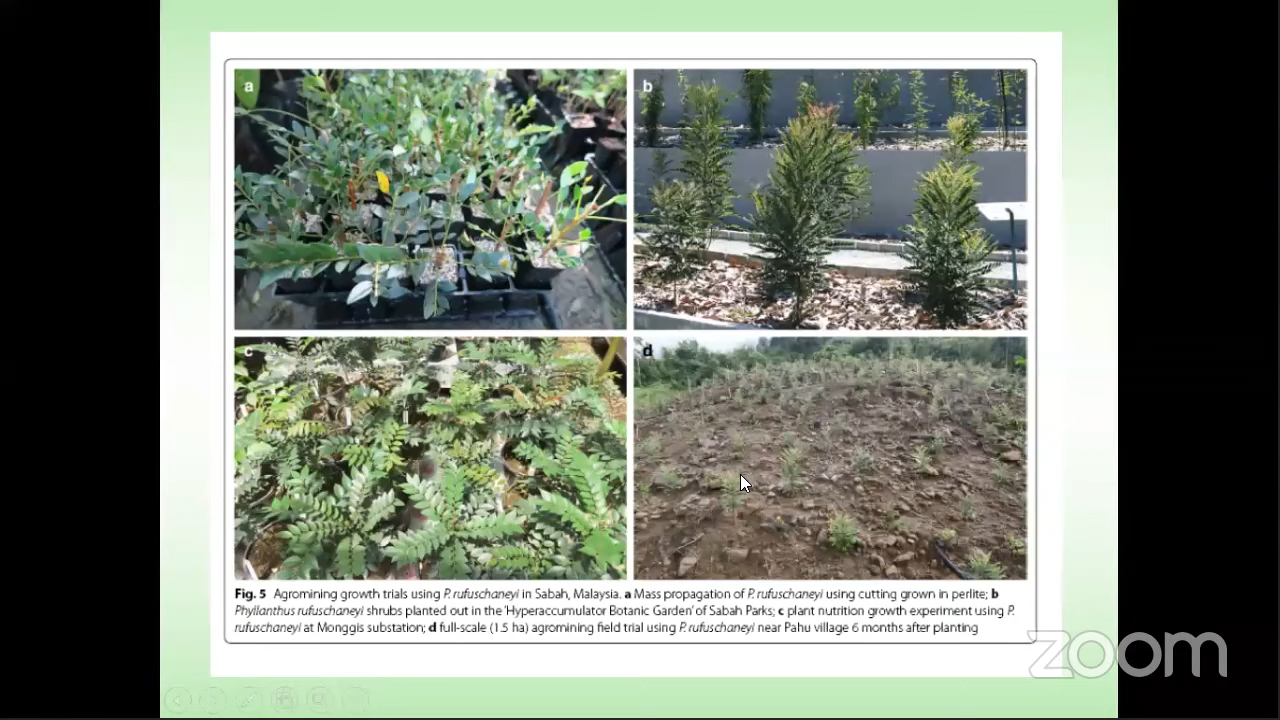 a
b
c
d
Fig. 5 Agromining growth trials using P. rufuschaneyi in Sabah, Malaysia. a Mass propagation of P. rufuschaneyi using cutting grown in perlite; b
Phyllanthus rufuschaneyi shrubs planted out in the 'Hyperaccumulator Botanic Garden' of Sabah Parks; c plant nutrition growth experiment using P.
rufuschaneyi at Monggis substation; d full-scale (1.5 ha) agromining field trial using P. rufuschaneyi near Pahu village 6 months after planting
zoom